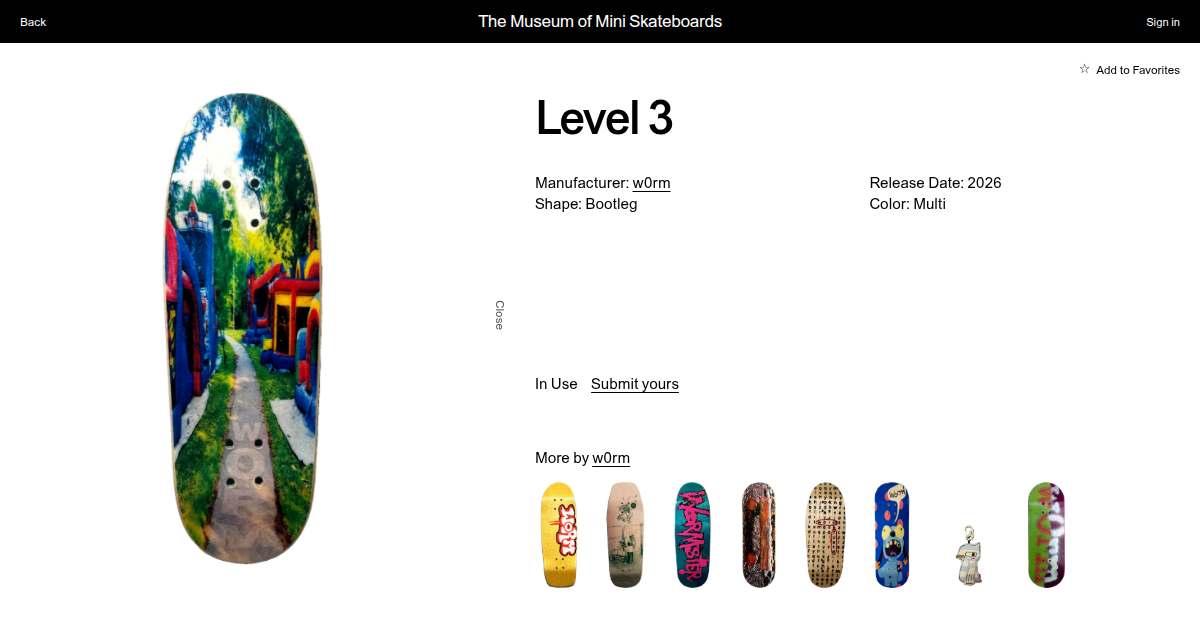 Back
The Museum of Mini Skateboards
Sign in
☆ Add to Favorites
Level 3
Manufacturer: w0rm
Release Date: 2026
Shape: Bootleg
Color: Multi
Close
In Use
Submit yours
More by w0rm